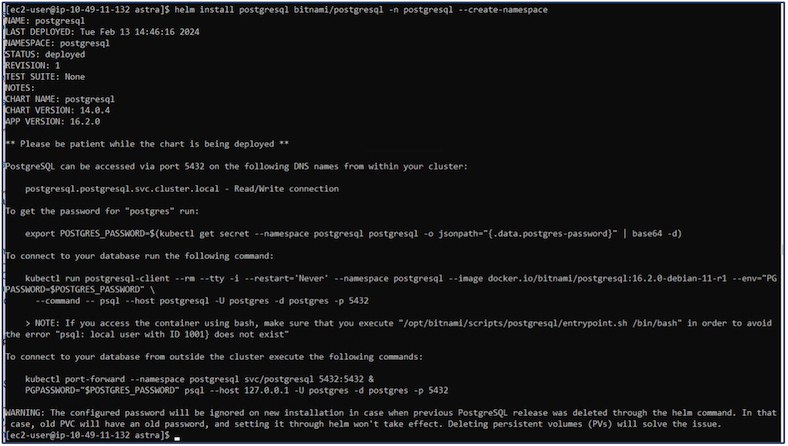 [ec2-user@ip-10-49-11-132 astra]$ helm install postgresql bitnami/postgresql -n postgresql --create-namespace
NAME: postgresql
LAST DEPLOYED: Tue Feb 13 14:46:16 2024
NAMESPACE: postgresql
STATUS: deployed
REVISION: 1
TEST SUITE: None
NOTES:
CHART NAME: postgresql
CHART VERSION: 14.0.4
APP VERSION: 16.2.0
** Please be patient while the chart is being deployed **
PostgreSQL can be accessed via port 5432 on the following DNS names from within your cluster:
postgresql.postgresql.svc.cluster.local - Read/Write connection
To get the password for "postgres" run:
export POSTGRES_PASSWORD=$(kubectl get secret --namespace postgresql postgresql -o jsonpath="{.data.postgres-password}" | base64 -d)
To connect to your database run the following command:
kubectl run postgresql-client --rm --tty -i --restart='Never' --namespace postgresql --image docker.io/bitnami/postgresql:16.2.0-debian-11-r1 --env="PG
PASSWORD=$POSTGRES_PASSWORD" \
--command -- psql --host postgresql -U postgres -d postgres -p 5432
> NOTE: If you access the container using bash, make sure that you execute "/opt/bitnami/scripts/postgresql/entrypoint.sh /bin/bash" in order to avoid
the error "psql: local user with ID 1001} does not exist"
To connect to your database from outside the cluster execute the following commands:
kubectl port-forward --namespace postgresql svc/postgresql 5432:5432 &
PGPASSWORD="$POSTGRES_PASSWORD" psql --host 127.0.0.1 -U postgres -d postgres -p 5432
WARNING: The configured password will be ignored on new installation in case when previous PostgreSQL release was deleted through the helm command. In that
case, old PVC will have an old password, and setting it through helm won't take effect. Deleting persistent volumes (PVs) will solve the issue.
[ec2-user@ip-10-49-11-132 astra]$